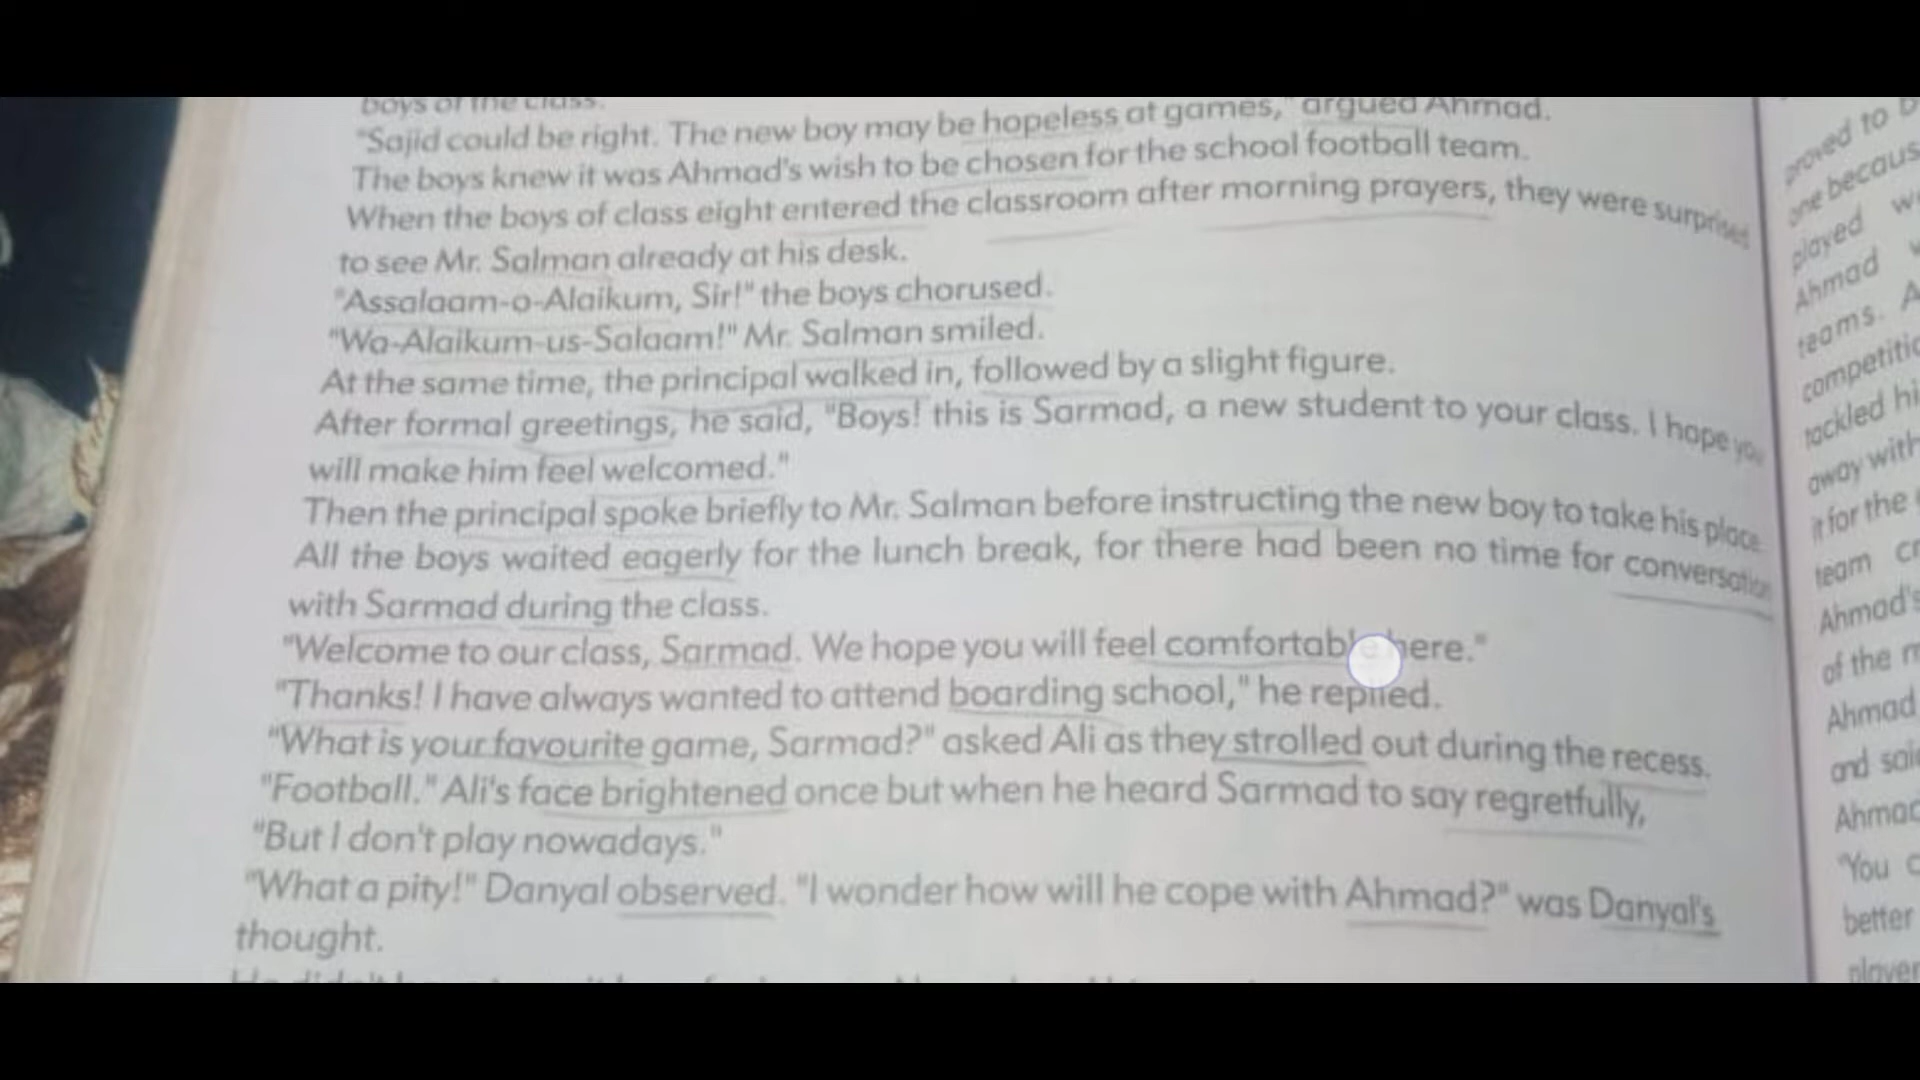 boys of the class.
"Sajid could be right. The new boy may be hopeless at games," argued Ahmad.
The boys knew it was Ahmad's wish to be chosen for the school football team.
When the boys of class eight entered the classroom after morning prayers, they were surprised
to see Mr. Salman already at his desk.
"Assalaam-o-Alaikum, Sir!" the boys chorused.
"Wa-Alaikum-us-Salaam!" Mr. Salman smiled.
At the same time, the principal walked in, followed by a slight figure.
After formal greetings, he said, "Boys! this is Sarmad, a new student to your class. I hope you
will make him feel welcomed."
Then the principal spoke briefly to Mr. Salman before instructing the new boy to take his place.
All the boys waited eagerly for the lunch break, for there had been no time for conversation
with Sarmad during the class.
"Welcome to our class, Sarmad. We hope you will feel comfortable here."
"Thanks! I have always wanted to attend boarding school," he replied.
"What is your favourite game, Sarmad?" asked Ali as they strolled out during the recess.
"Football." Ali's face brightened once but when he heard Sarmad to say regretfully,
"But I don't play nowadays."
"What a pity!" Danyal observed. "I wonder how will he cope with Ahmad?" was Danyal's
thought.
proved to
one
played
Ahmad
teams.
tackled
away with
it for the
team
Ahmad's
of the
Ahmad
and
"You
better